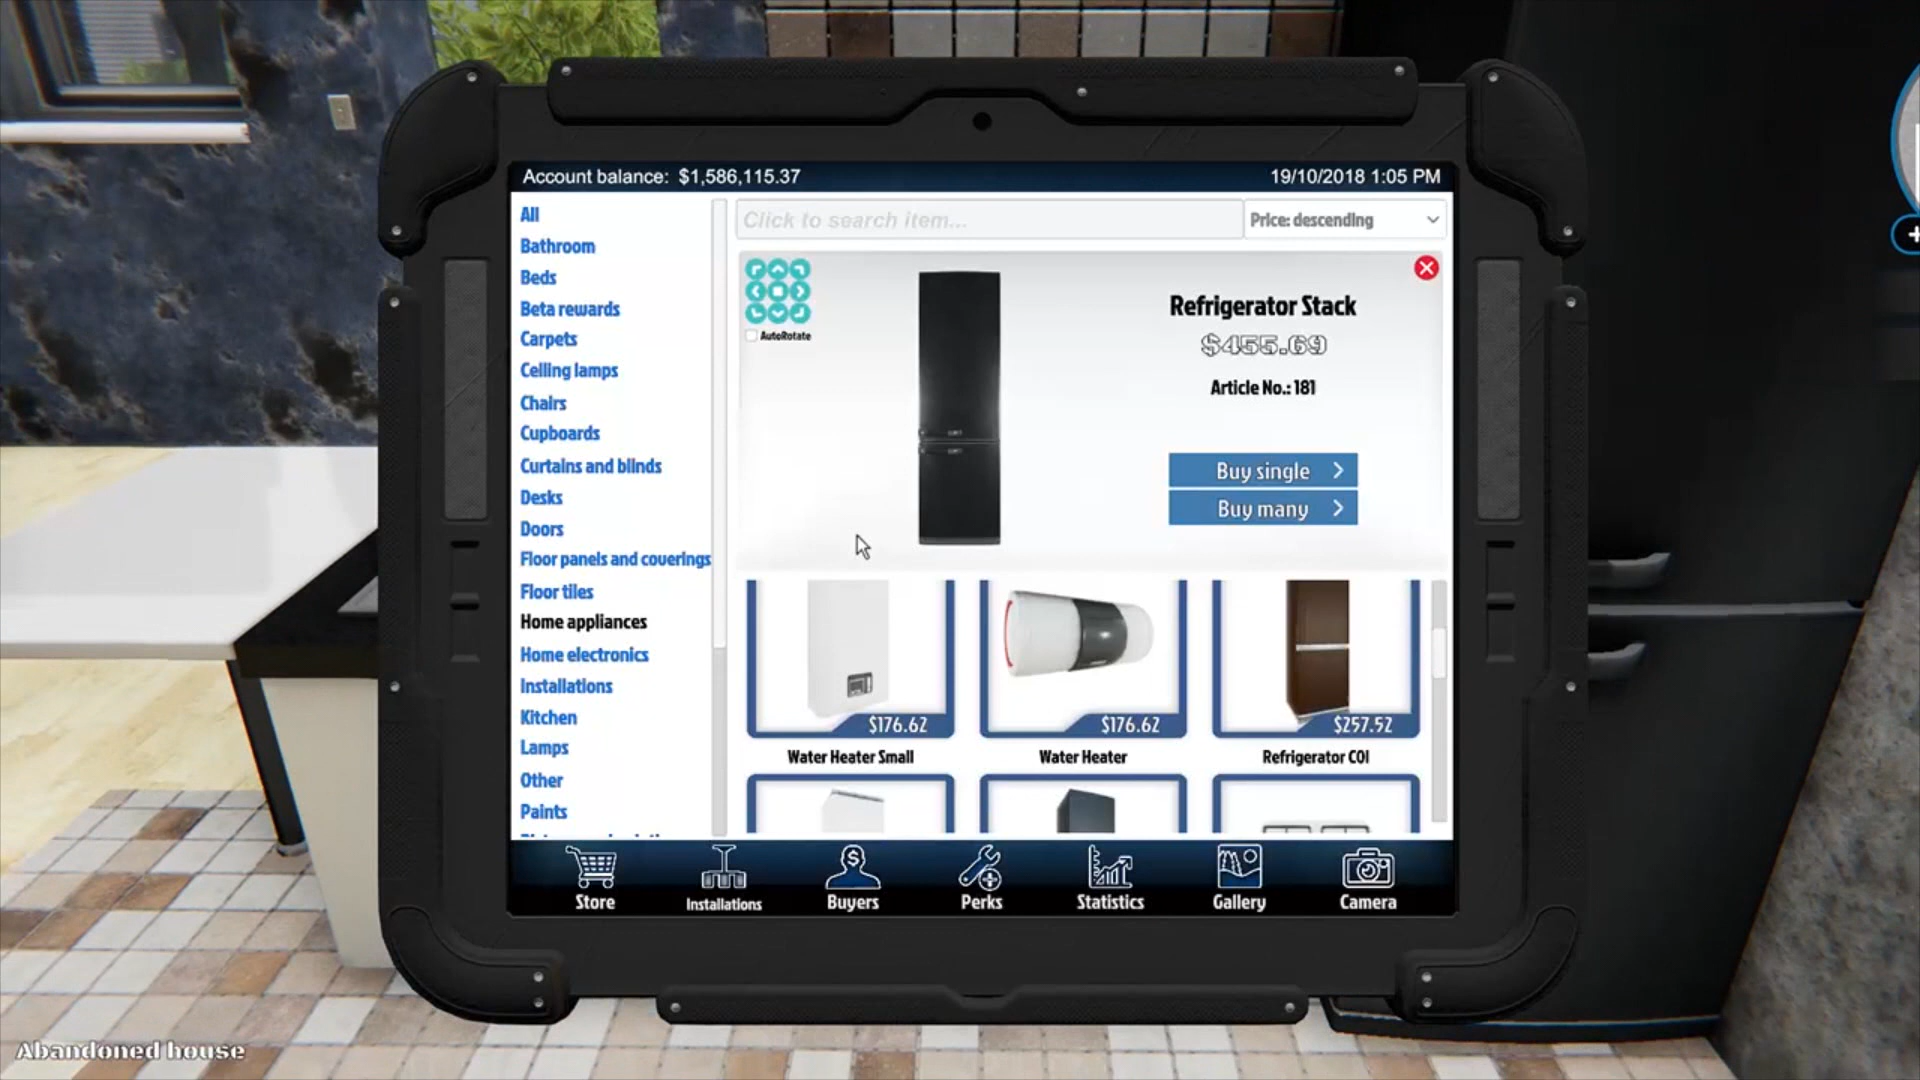 Account balance: $1,586,115.37
19/10/2018 1:05 PM
All
Bathroom
Beds
Beta rewards
Carpets
Ceiling lamps
Chairs
Cupboards
Curtains and blinds
Desks
Doors
Floor panels and coverings
Floor tiles
Home appliances
Home electronics
Installations
Kitchen
Lamps
Other
Paints
Click to search item...
Price: descending
AutoRotate
Refrigerator Stack
$455.69
Article No.: 181
Buy single
Buy many
$176.62
$176.62
$257.52
Water Heater Small
Water Heater
Refrigerator COI
Store
Installations
Buyers
Perks
Statistics
Gallery
Camera
Abandoned house